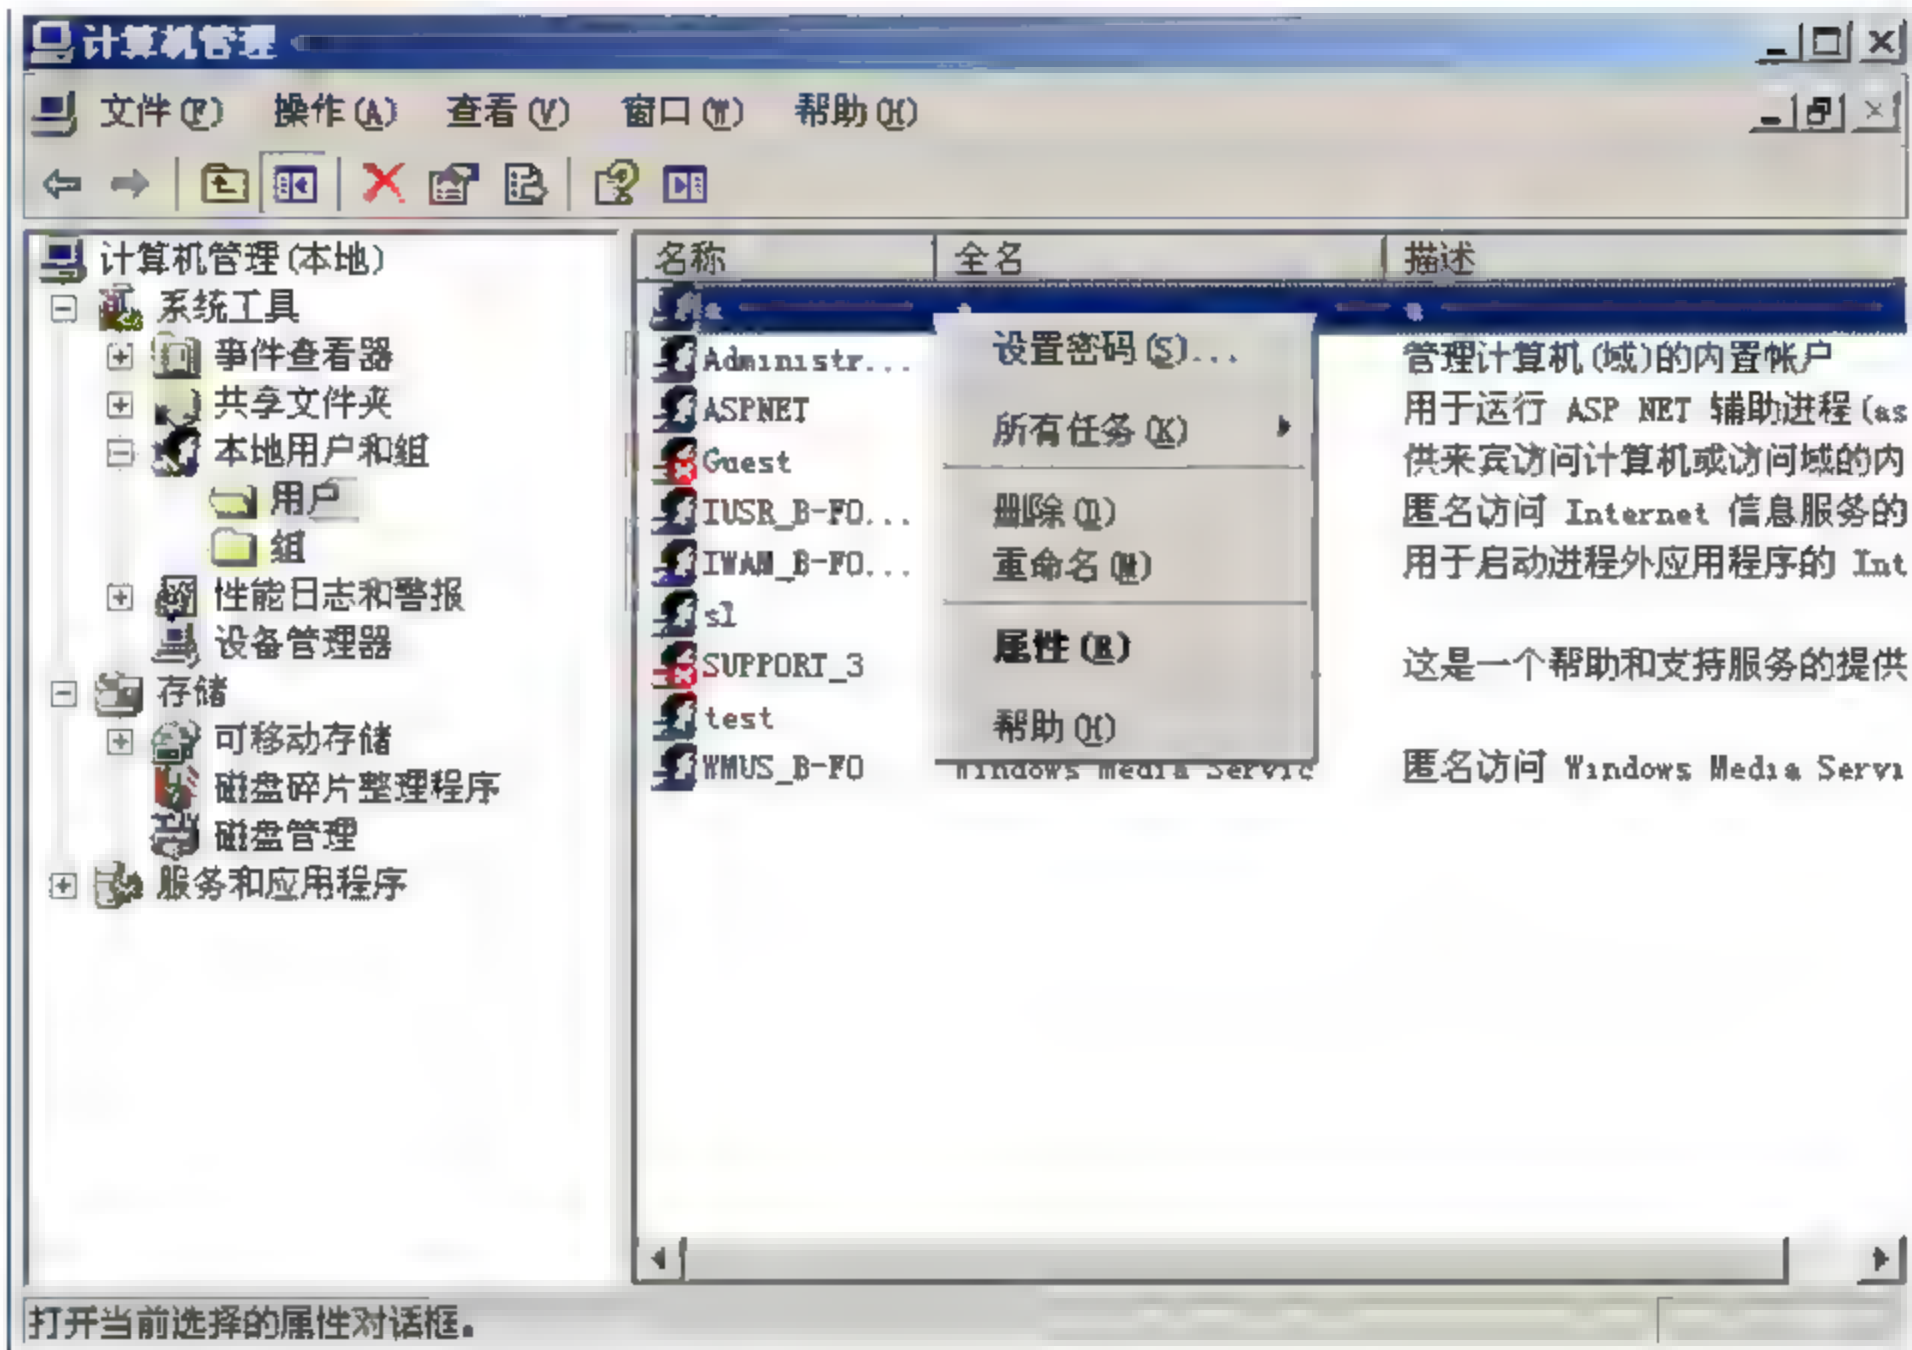 计算机管理
文件(F) 操作(A) 查看(V) 窗口(W) 帮助(H)
计算机管理(本地)
系统工具
事件查看器
共享文件夹
本地用户和组
用户
组
性能日志和警报
设备管理器
存储
可移动存储
磁盘碎片整理程序
磁盘管理
服务和应用程序
名称 全名 描述
a a a
Administr... 管理计算机(域)的内置帐户
ASPNET 用于运行 ASP NET 辅助进程(as
Guest 供来宾访问计算机或访问域的内
IUSR_B-FO... 匿名访问 Internet 信息服务的
IWAM_B-FO... 用于启动进程外应用程序的 Int
sl
SUPPORT_3 这是一个帮助和支持服务的提供
test
WMUS_B-FO Windows Media Servic 匿名访问 Windows Media Servi
设置密码(S)...
所有任务(K)
删除(D)
重命名(M)
属性(R)
帮助(H)
打开当前选择的属性对话框。